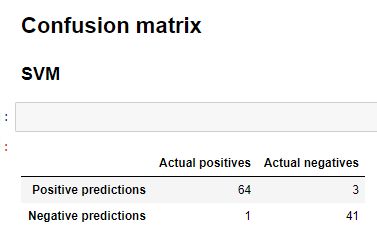 Confusion matrix
SVM
:
:
Actual positives Actual negatives
Positive predictions 64 3
Negative predictions 1 41